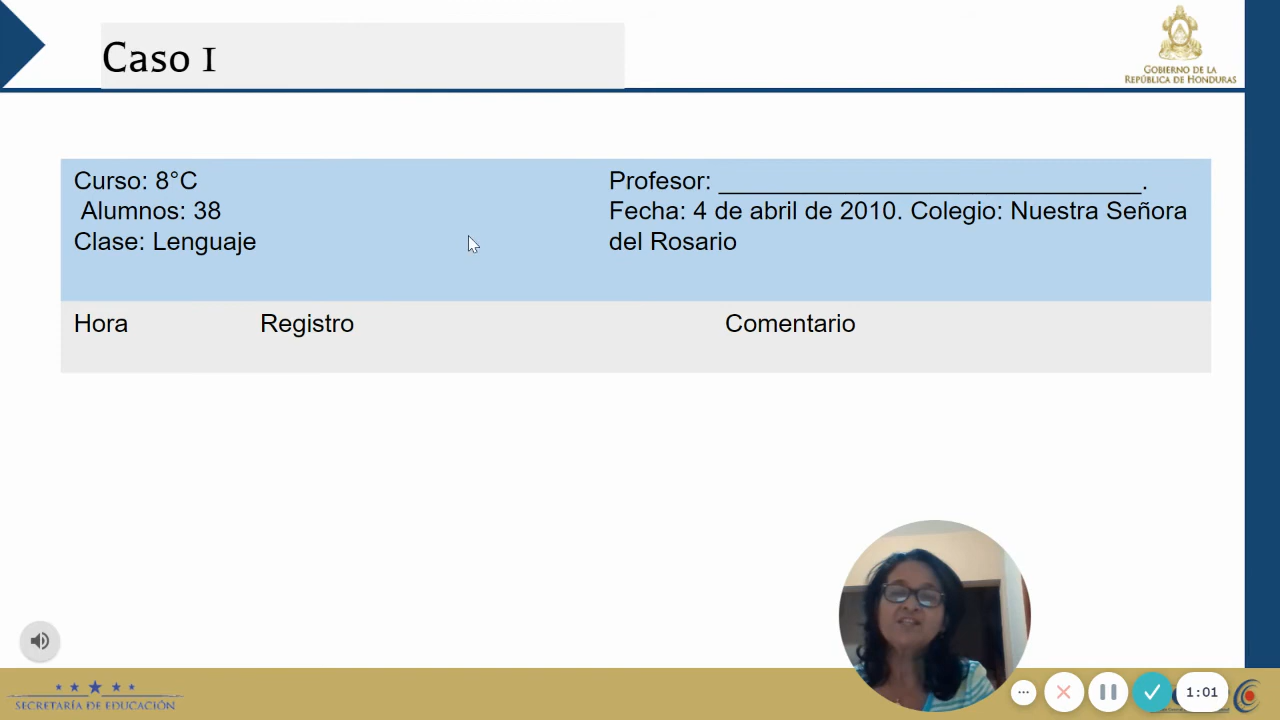 Caso I
GOBIERNO DE LA
REPÚBLICA DE HONDURAS
Curso: 8°C
Alumnos: 38
Clase: Lenguaje
Profesor: ______________________________.
Fecha: 4 de abril de 2010. Colegio: Nuestra Señora
del Rosario
Hora Registro Comentario
SECRETARÍA DE EDUCACIÓN
1:01